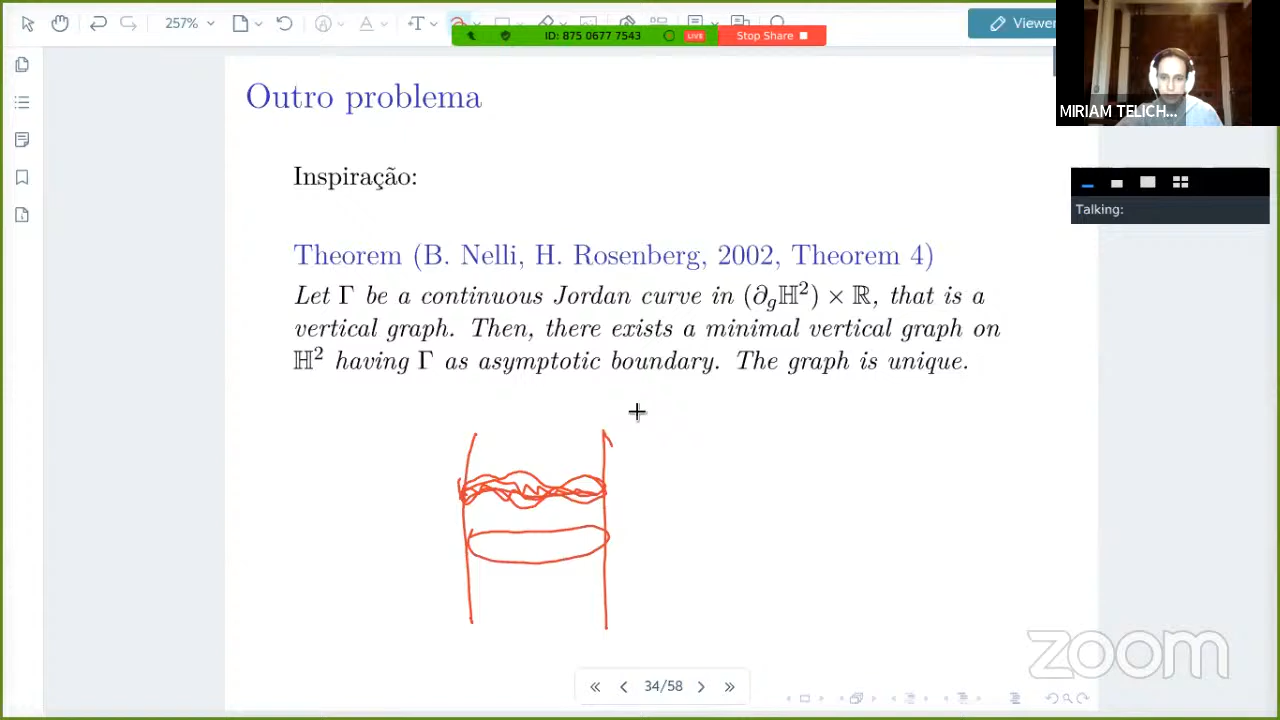 257%
ID: 875 0677 7543
LIVE
Stop Share
Viewer
MIRIAM TELICH...
Talking:
Outro problema
Inspiração:
Theorem (B. Nelli, H. Rosenberg, 2002, Theorem 4)
Let Γ be a continuous Jordan curve in (∂gℍ²) × ℝ, that is a
vertical graph. Then, there exists a minimal vertical graph on
ℍ² having Γ as asymptotic boundary. The graph is unique.
zoom
34/58